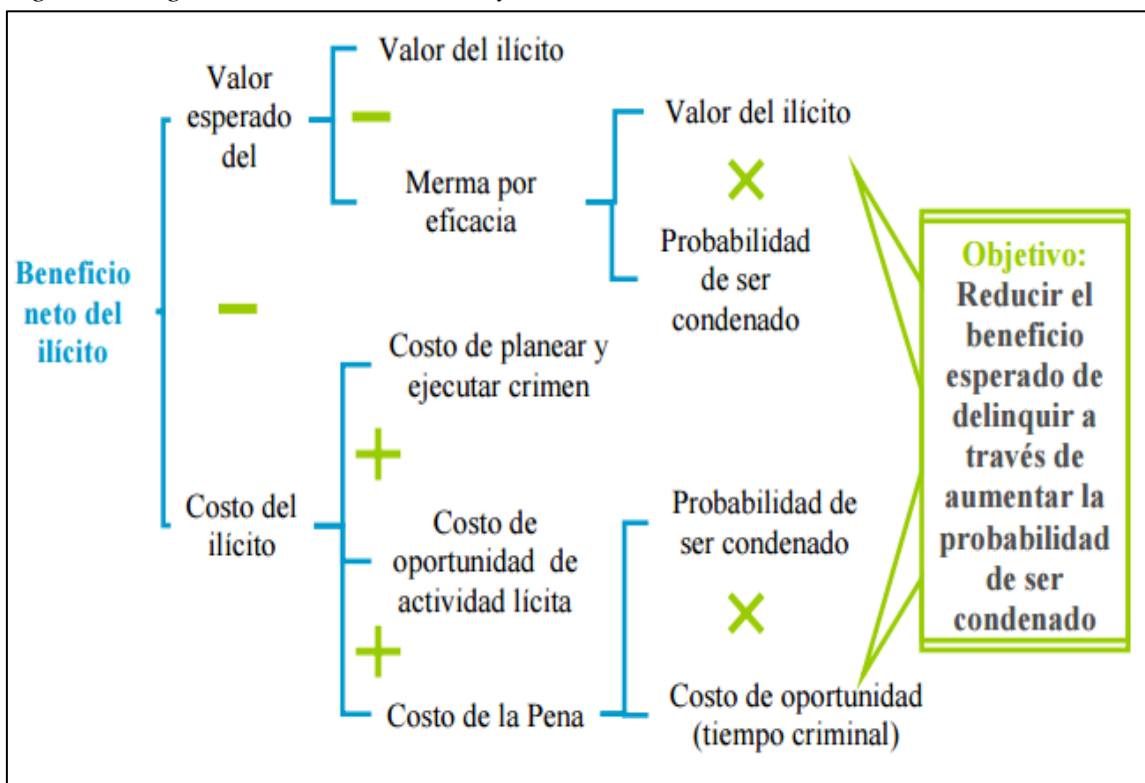 Valor del ilícito
Valor
esperado
del
Merma por
eficacia
Valor del ilícito
Probabilidad
de ser
condenado
Beneficio
neto del
ilícito
Costo del
ilícito
Costo de planear y
ejecutar crimen
Costo de
oportunidad de
actividad lícita
Costo de la Pena
Probabilidad de
ser condenado
Costo de oportunidad
(tiempo criminal)
Objetivo:
Reducir el
beneficio
esperado de
delinquir a
través de
aumentar la
probabilidad
de ser
condenado